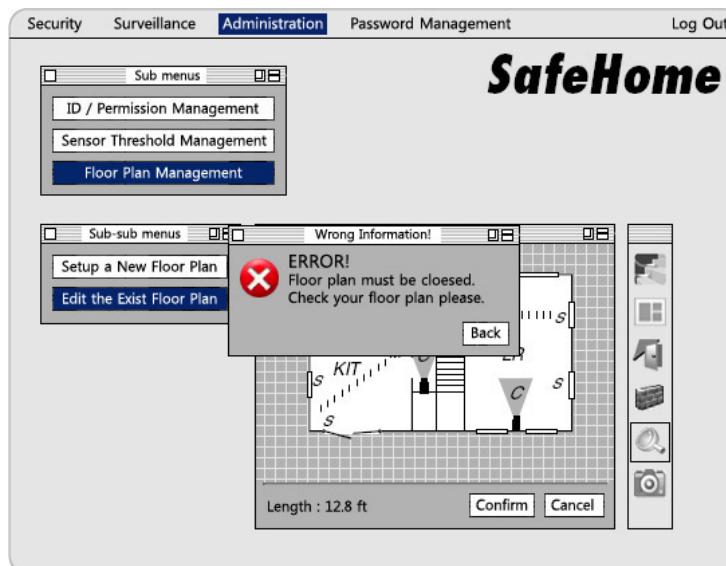 Security Surveillance Administration Password Management Log Out
SafeHome
Sub menus
ID / Permission Management
Sensor Threshold Management
Floor Plan Management
Sub-sub menus
Setup a New Floor Plan
Edit the Exist Floor Plan
Wrong Information!
ERROR!
Floor plan must be cloesed.
Check your floor plan please.
Back
S
KIT
S
S
C
S
C
Length : 12.8 ft
Confirm Cancel